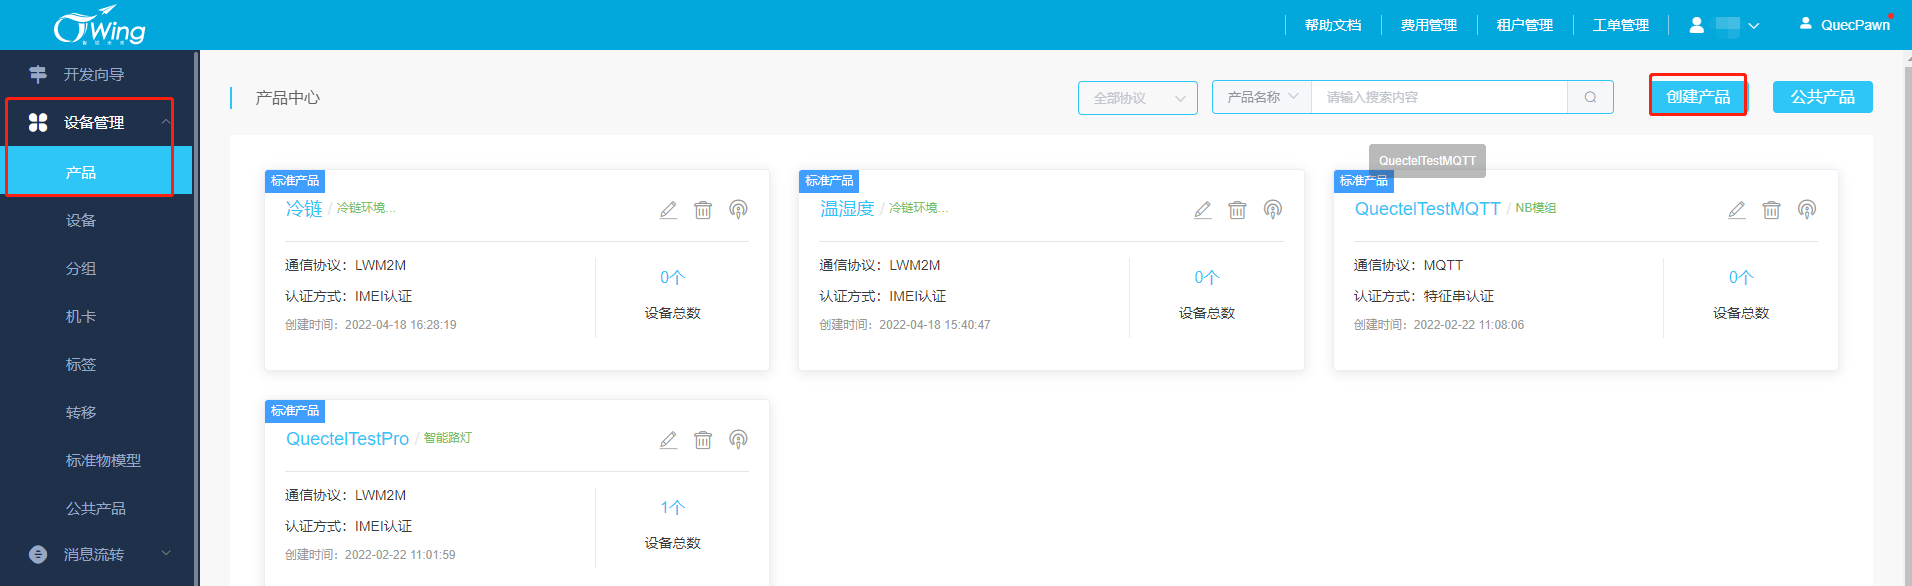 Wing
帮助文档
费用管理
租户管理
工单管理
QuecPawn
开发向导
设备管理
产品
设备
分组
机卡
标签
转移
标准物模型
公共产品
消息流转
产品中心
全部协议
产品名称
请输入搜索内容
创建产品
公共产品
标准产品
冷链 / 冷链环境...
通信协议：LWM2M
认证方式：IMEI认证
创建时间：2022-04-18 16:28:19
0个
设备总数
标准产品
温湿度 / 冷链环境...
通信协议：LWM2M
认证方式：IMEI认证
创建时间：2022-04-18 15:40:47
0个
设备总数
QuectelTestMQTT
标准产品
QuectelTestMQTT / NB模组
通信协议：MQTT
认证方式：特征串认证
创建时间：2022-02-22 11:08:06
0个
设备总数
标准产品
QuectelTestPro / 智能路灯
通信协议：LWM2M
认证方式：IMEI认证
创建时间：2022-02-22 11:01:59
1个
设备总数